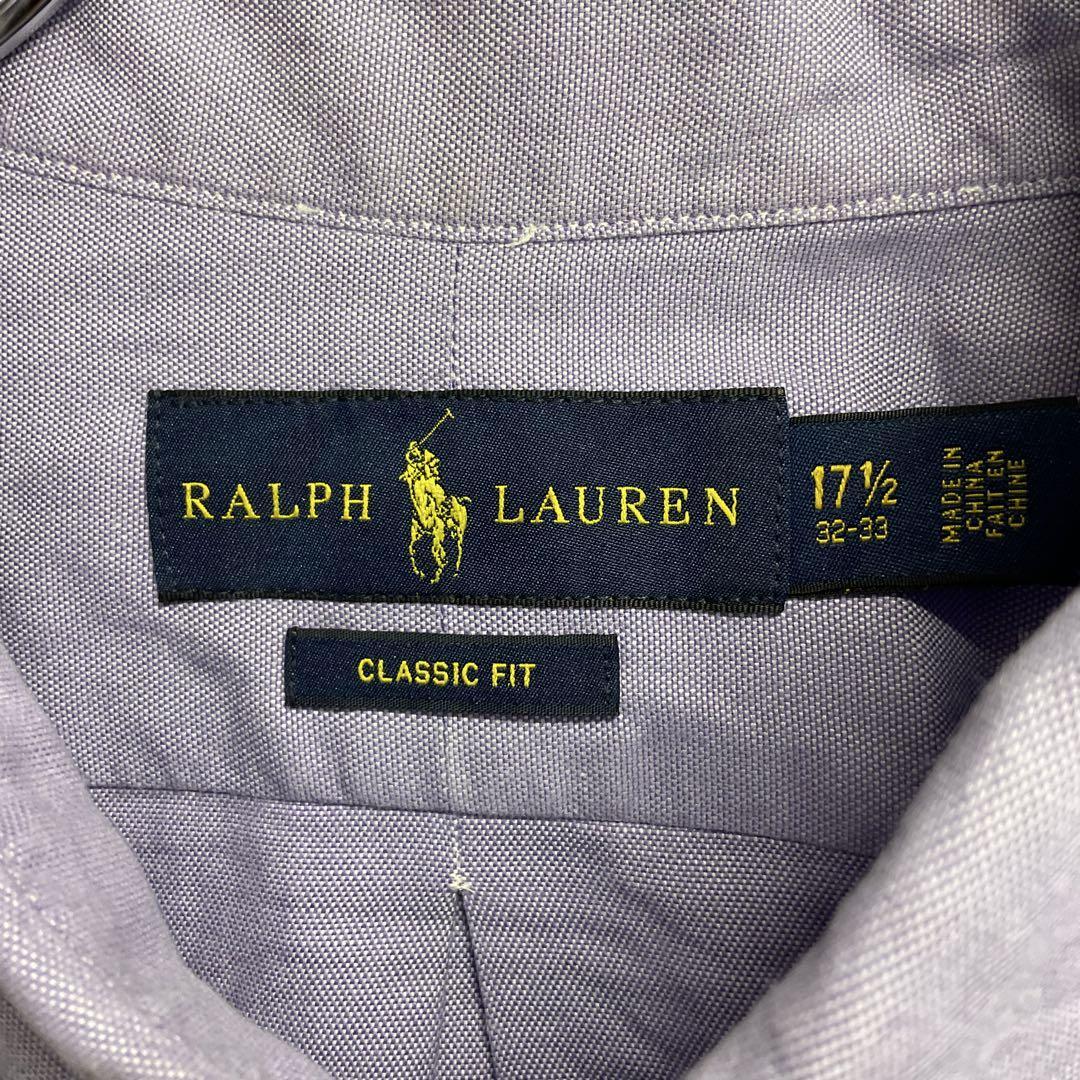 RALPH LAUREN
17½
32-33
MADE IN
CHINA
FAIT EN
CHINE
CLASSIC FIT